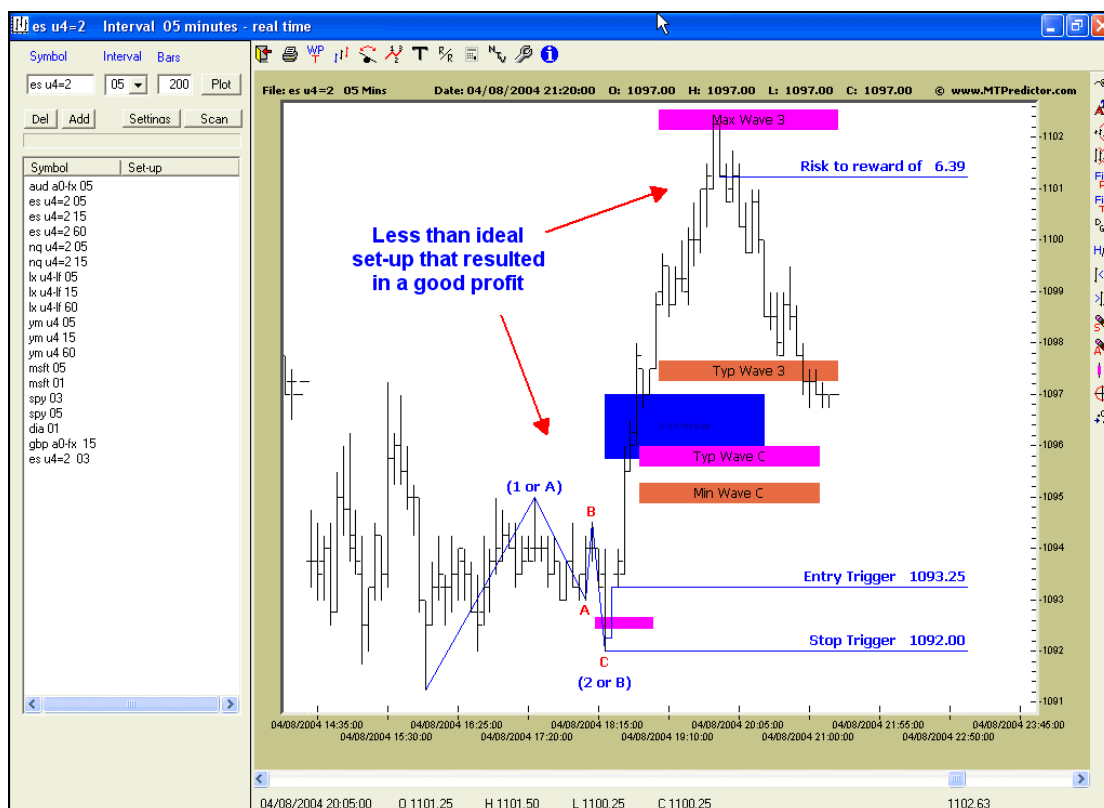 es u4=2 Interval 05 minutes - real time
Symbol Interval Bars
es u4=2 05 200 Plot
Del Add Settings Scan
Symbol Set-up
aud a0-fx 05
es u4=2 05
es u4=2 15
es u4=2 60
nq u4=2 05
nq u4=2 15
lx u4-lf 05
lx u4-lf 15
lx u4-lf 60
ym u4 05
ym u4 15
ym u4 60
msft 05
msft 01
spy 03
spy 05
dia 01
gbp a0-fx 15
es u4=2 03
WP
T
R/R
File: es u4=2 05 Mins Date: 04/08/2004 21:20:00 O: 1097.00 H: 1097.00 L: 1097.00 C: 1097.00 © www.MTPredictor.com
Max Wave 3
Risk to reward of 6.39
Less than ideal
set-up that resulted
in a good profit
Typ Wave 3
Typ Wave C
Min Wave C
(1 or A)
B
A
C
(2 or B)
Entry Trigger 1093.25
Stop Trigger 1092.00
1102
1101
1100
1099
1098
1097
1096
1095
1094
1093
1092
1091
04/08/2004 14:35:00 04/08/2004 16:25:00 04/08/2004 18:15:00 04/08/2004 20:05:00 04/08/2004 21:55:00 04/08/2004 23:45:00
04/08/2004 15:30:00 04/08/2004 17:20:00 04/08/2004 19:10:00 04/08/2004 21:00:00 04/08/2004 22:50:00
04/08/2004 20:05:00 O 1101.25 H 1101.50 L 1100.25 C 1100.25 1102.63